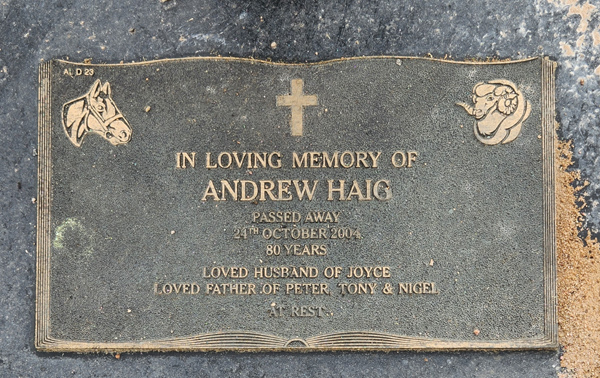 AL D 23
IN LOVING MEMORY OF
ANDREW HAIG
PASSED AWAY
24TH OCTOBER 2004
80 YEARS
LOVED HUSBAND OF JOYCE
LOVED FATHER OF PETER, TONY & NIGEL
AT REST